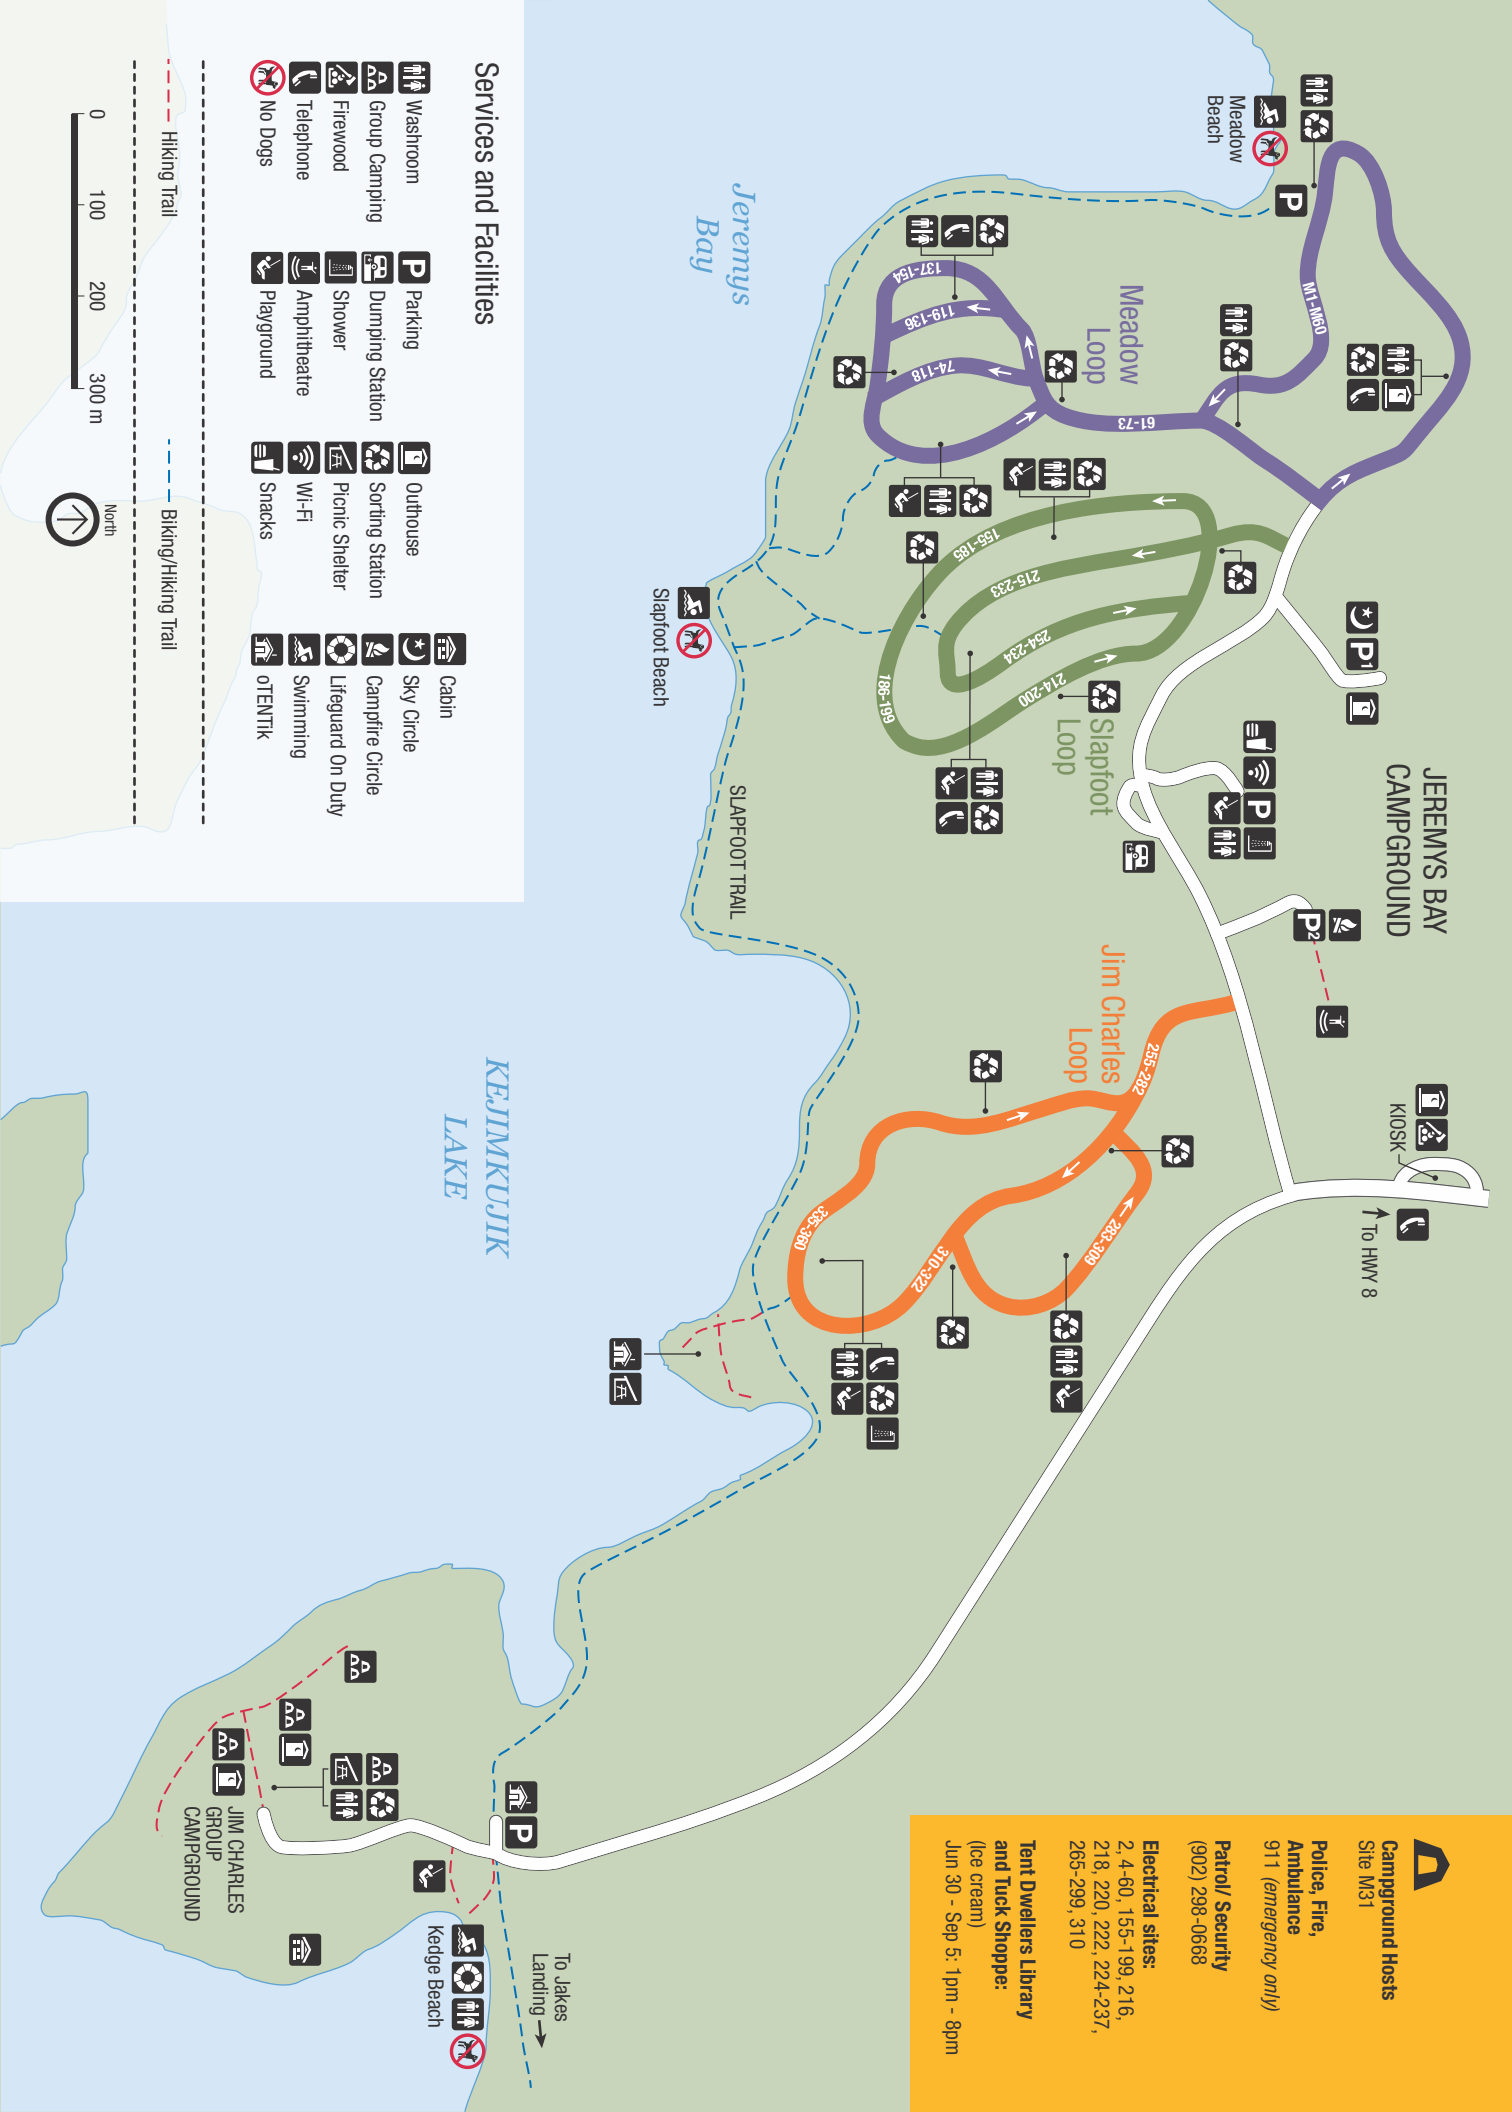 JEREMYS BAY
CAMPGROUND
KIOSK
To HWY 8
Meadow
Beach
M1-M60
Meadow
Loop
61-73
74-118
119-136
137-154
Jeremys
Bay
155-185
215-233
254-234
214-200
186-199
Slapfoot
Loop
P1
P
P2
P
Slapfoot Beach
SLAPFOOT TRAIL
Jim Charles
Loop
255-282
283-309
310-322
335-360
KEJIMKUJIK
LAKE
P
JIM CHARLES
GROUP
CAMPGROUND
Kedge Beach
To Jakes
Landing
Campground Hosts
Site M31
Police, Fire,
Ambulance
911 (emergency only)
Patrol/ Security
(902) 298-0668
Electrical sites:
2, 4-60, 155-199, 216,
218, 220, 222, 224-237,
265-299, 310
Tent Dwellers Library
and Tuck Shoppe:
(Ice cream)
Jun 30 - Sep 5: 1pm - 8pm
Services and Facilities
Washroom
Group Camping
Firewood
Telephone
No Dogs
P Parking
Dumping Station
Shower
Amphitheatre
Playground
Outhouse
Sorting Station
Picnic Shelter
Wi-Fi
Snacks
Cabin
Sky Circle
Campfire Circle
Lifeguard On Duty
Swimming
oTENTik
Hiking Trail
Biking/Hiking Trail
0 100 200 300 m
North